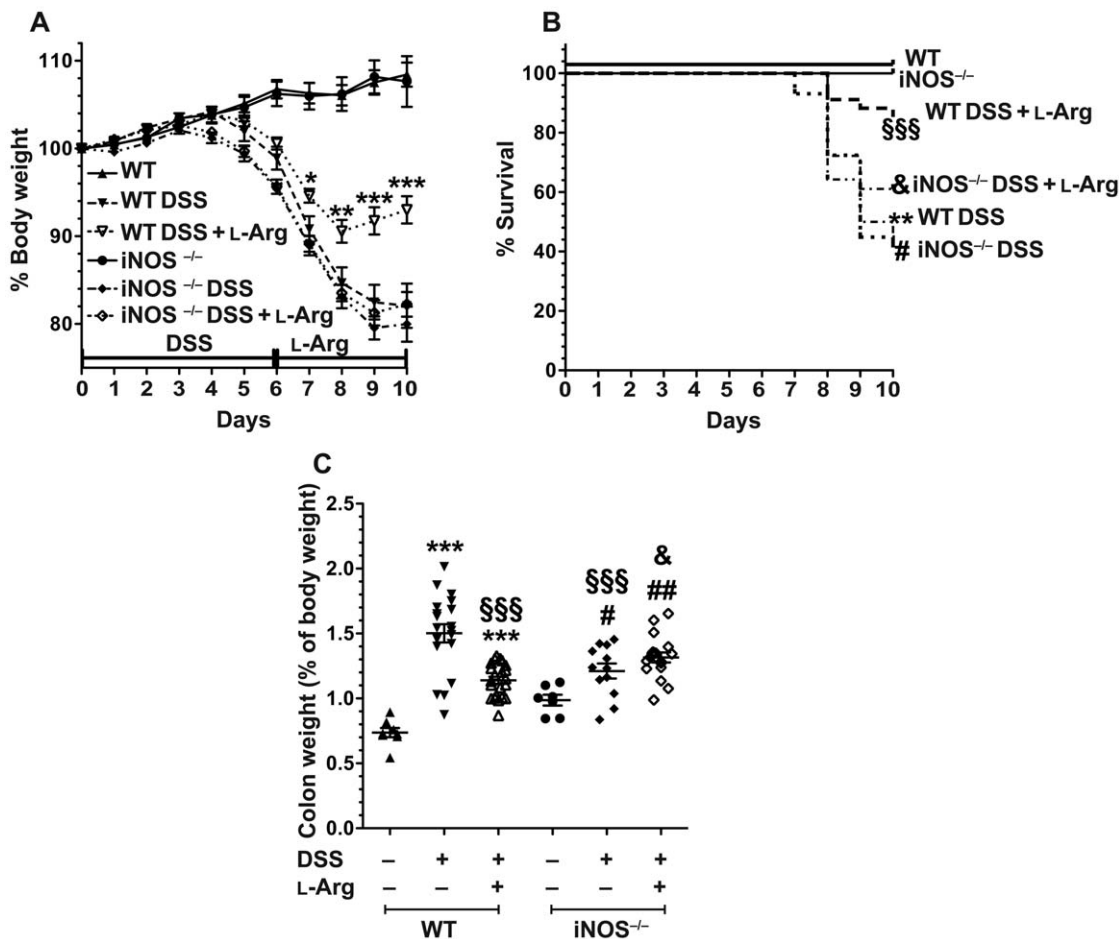 A
% Body weight
110
100
90
80
WT
WT DSS
WT DSS + L-Arg
iNOS –/–
iNOS –/– DSS
iNOS –/– DSS + L-Arg
*
**
***
***
DSS
L-Arg
0 1 2 3 4 5 6 7 8 9 10
Days
B
% Survival
120
100
80
60
40
20
0
WT
iNOS–/–
WT DSS + L-Arg
§§§
& iNOS–/– DSS + L-Arg
** WT DSS
# iNOS–/– DSS
0 1 2 3 4 5 6 7 8 9 10
Days
C
Colon weight (% of body weight)
2.5
2.0
1.5
1.0
0.5
0.0
***
§§§
***
§§§
#
&
##
DSS – + + – + +
L-Arg – – + – – +
WT iNOS–/–